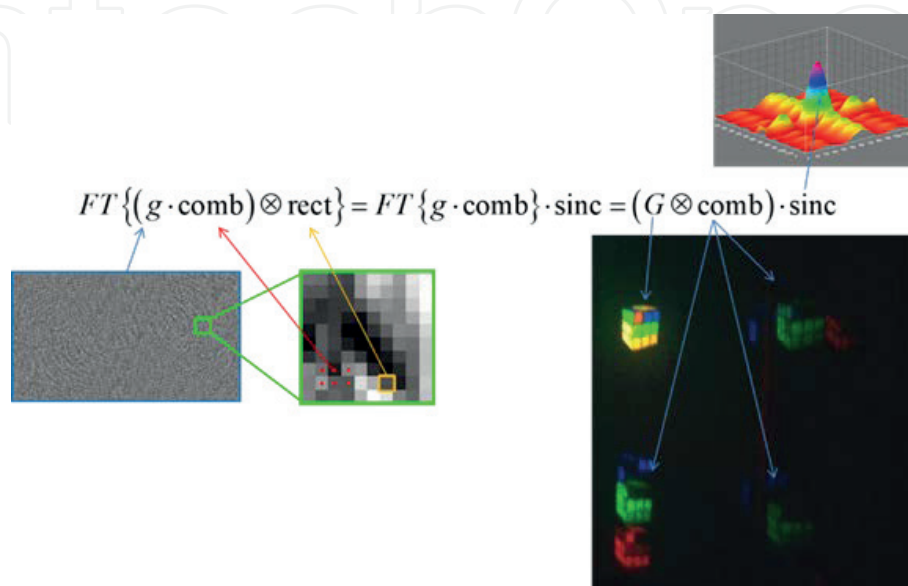 FT{(g · comb) ⊗ rect} = FT{g · comb} · sinc = (G ⊗ comb) · sinc